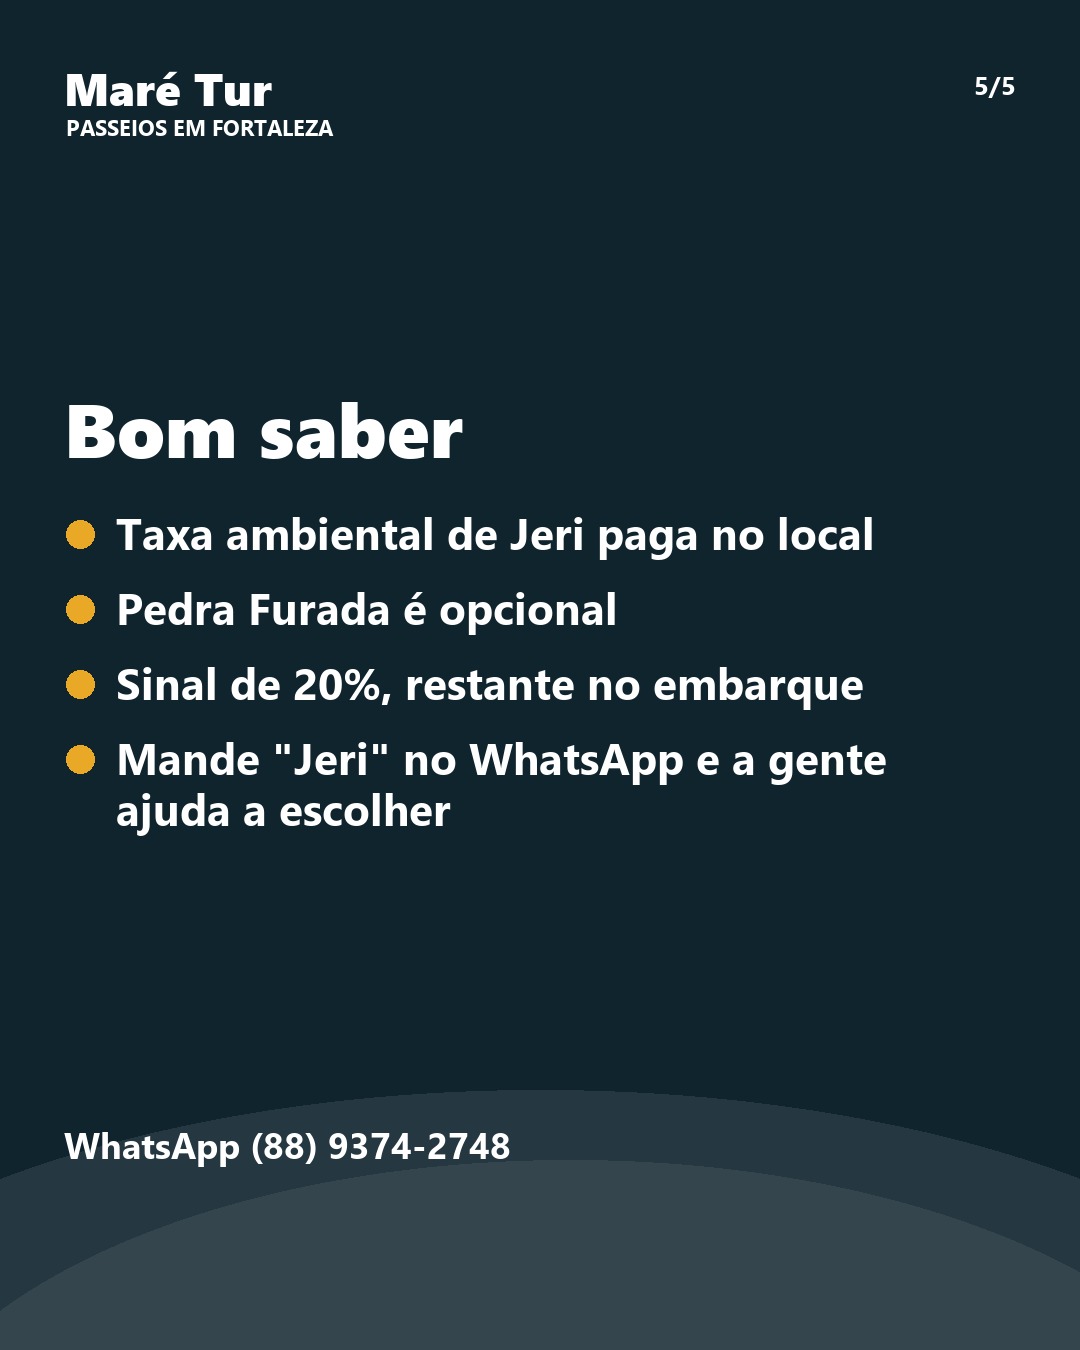 Maré Tur
PASSEIOS EM FORTALEZA
5/5
Bom saber
Taxa ambiental de Jeri paga no local
Pedra Furada é opcional
Sinal de 20%, restante no embarque
Mande "Jeri" no WhatsApp e a gente
ajuda a escolher
WhatsApp (88) 9374-2748